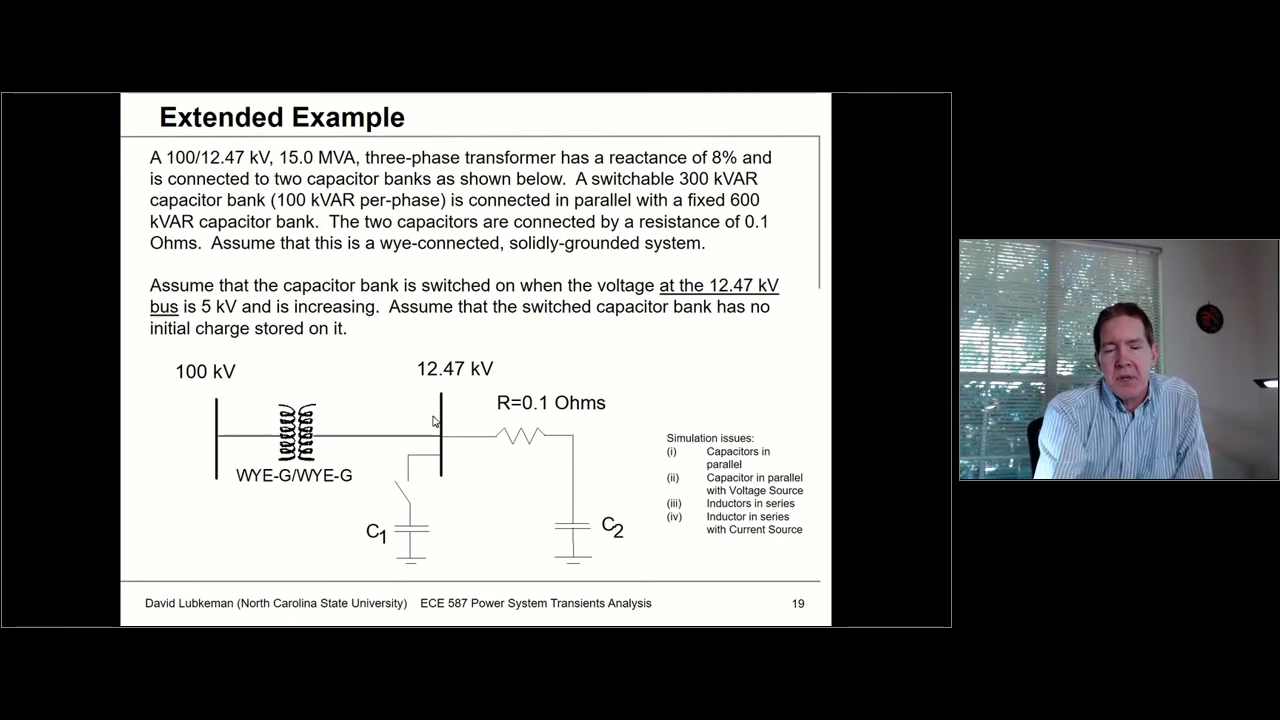 Extended Example
A 100/12.47 kV, 15.0 MVA, three-phase transformer has a reactance of 8% and
is connected to two capacitor banks as shown below.  A switchable 300 kVAR
capacitor bank (100 kVAR per-phase) is connected in parallel with a fixed 600
kVAR capacitor bank.  The two capacitors are connected by a resistance of 0.1
Ohms.  Assume that this is a wye-connected, solidly-grounded system.
Assume that the capacitor bank is switched on when the voltage at the 12.47 kV
bus is 5 kV and is increasing.  Assume that the switched capacitor bank has no
initial charge stored on it.
100 kV
12.47 kV
R=0.1 Ohms
WYE-G/WYE-G
C1
C2
Simulation issues:
(i) Capacitors in
parallel
(ii) Capacitor in parallel
with Voltage Source
(iii) Inductors in series
(iv) Inductor in series
with Current Source
David Lubkeman (North Carolina State University) ECE 587 Power System Transients Analysis 19